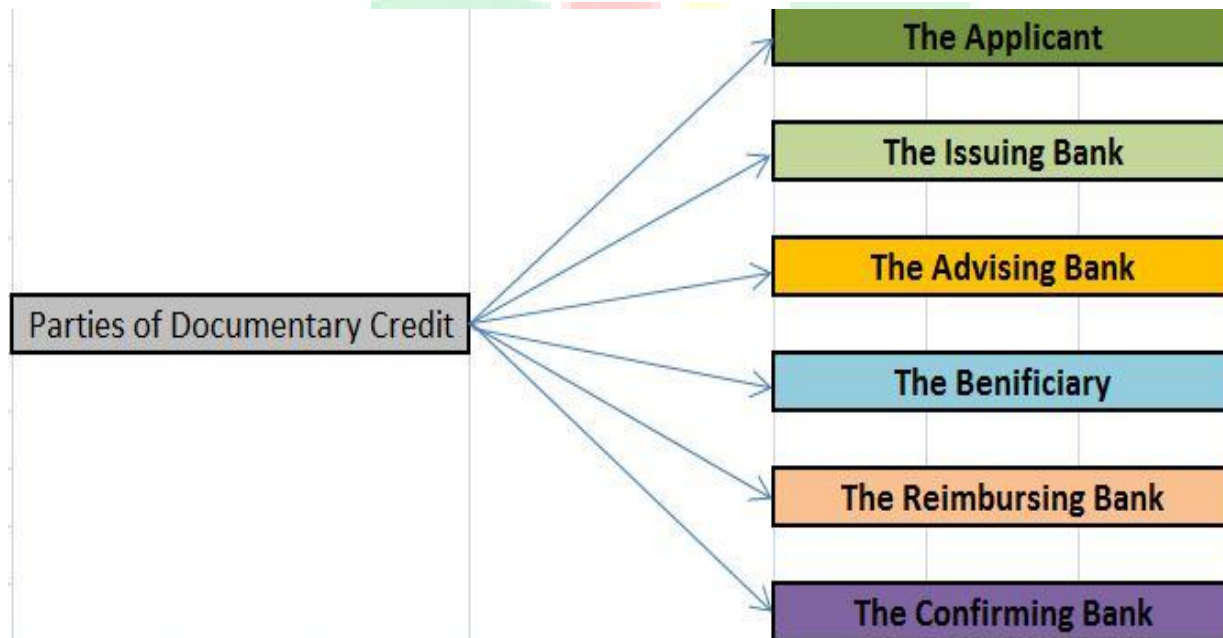 The Applicant
The Issuing Bank
The Advising Bank
Parties of Documentary Credit
The Benificiary
The Reimbursing Bank
The Confirming Bank